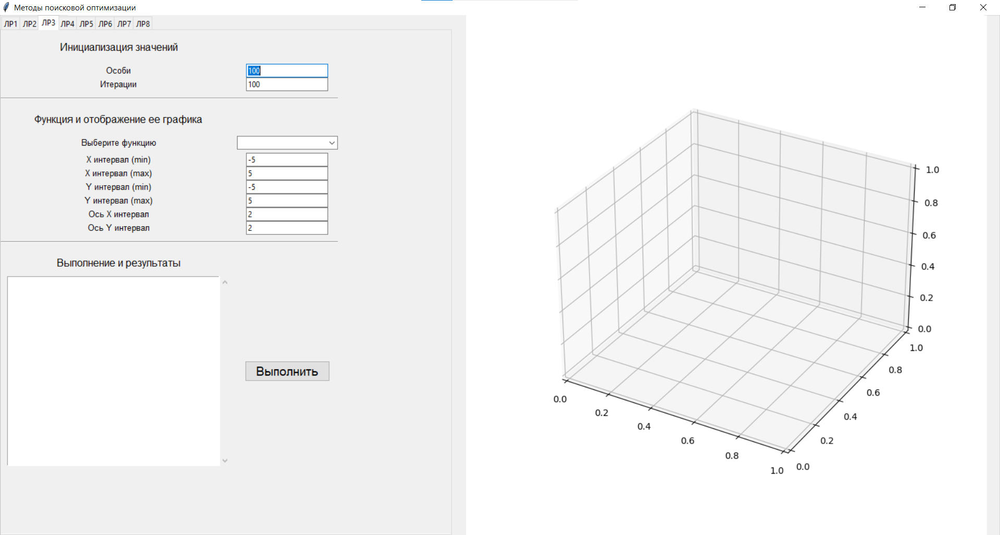 Методы поисковой оптимизации
ЛР1 ЛР2 ЛР3 ЛР4 ЛР5 ЛР6 ЛР7 ЛР8
Инициализация значений
Особи 100
Итерации 100
Функция и отображение ее графика
Выберите функцию
X интервал (min) -5
X интервал (max) 5
Y интервал (min) -5
Y интервал (max) 5
Ось X интервал 2
Ось Y интервал 2
Выполнение и результаты
Выполнить
1.0
0.8
0.6
0.4
0.2
0.0
1.0
0.8
0.6
0.4
0.2
0.0
0.0
0.2
0.4
0.6
0.8
1.0